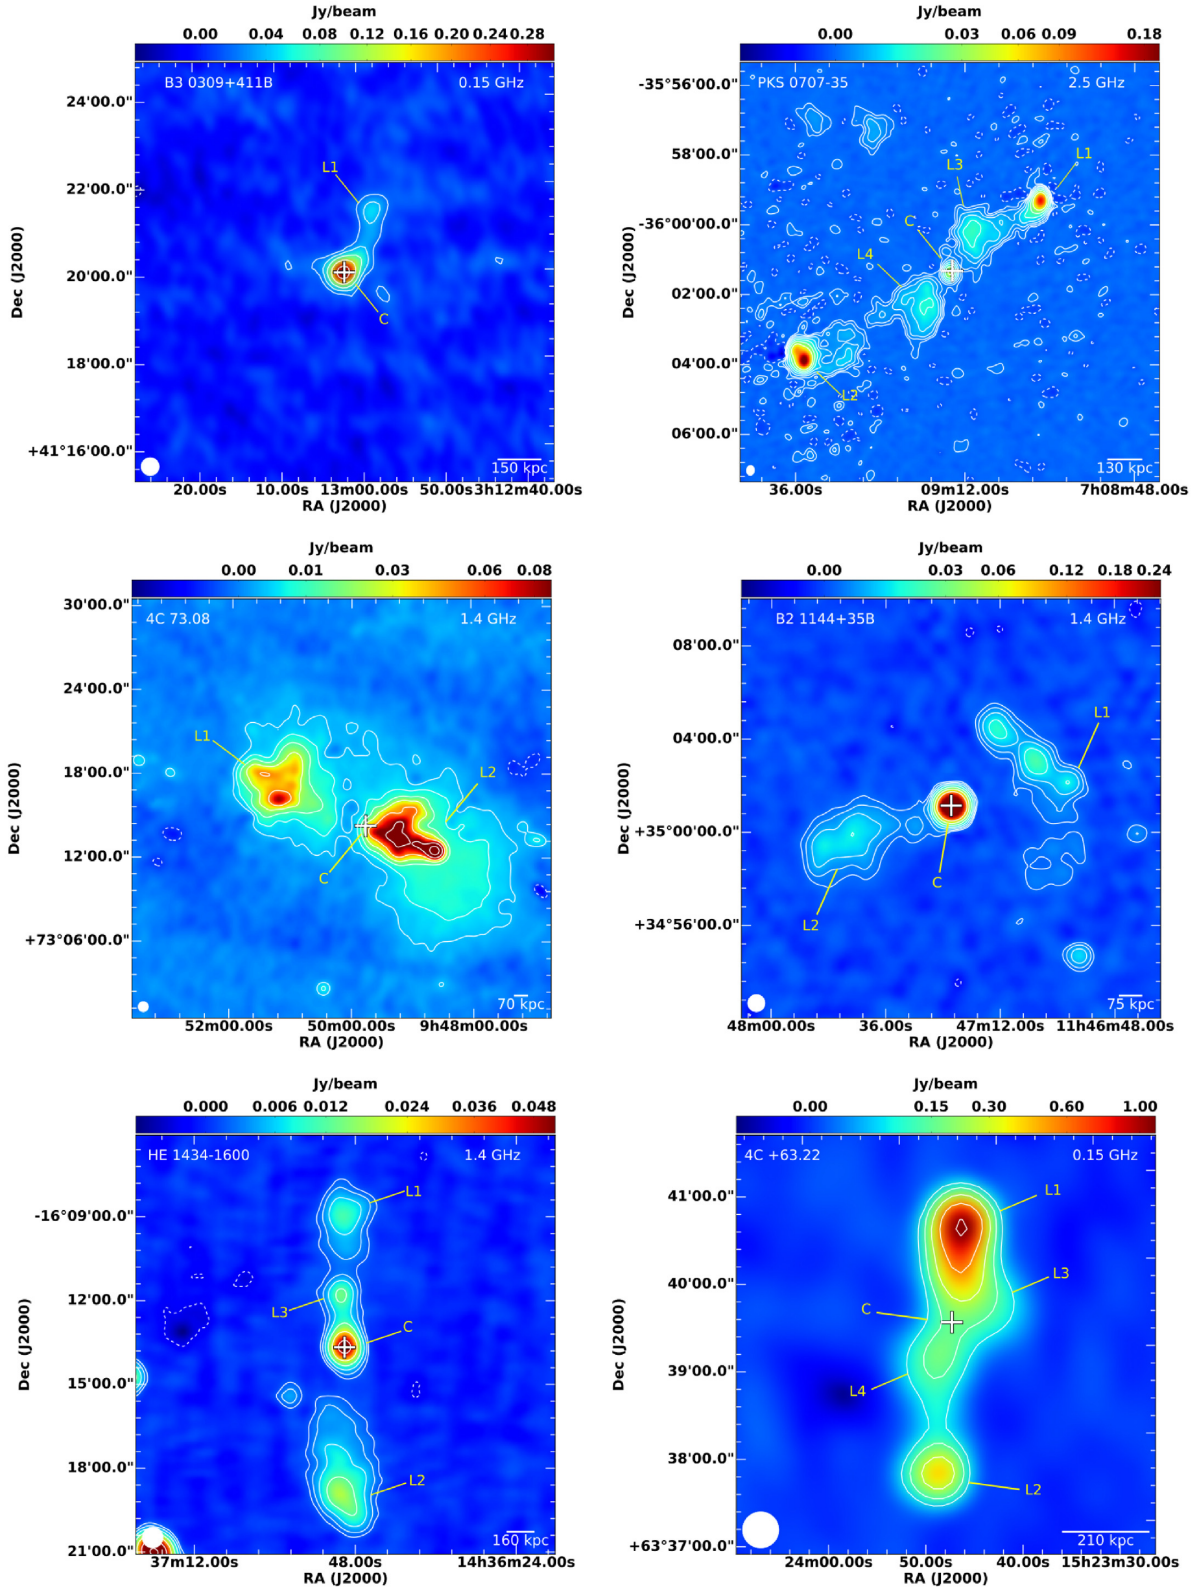 Jy/beam
0.00 0.04 0.08 0.12 0.16 0.20 0.24 0.28
B3 0309+411B 0.15 GHz
24'00.0"
22'00.0"
20'00.0"
18'00.0"
+41°16'00.0"
Dec (J2000)
L1
C
150 kpc
20.00s 10.00s 13m00.00s 50.00s 3h12m40.00s
RA (J2000)
Jy/beam
0.00 0.03 0.06 0.09 0.18
PKS 0707-35 2.5 GHz
-35°56'00.0"
58'00.0"
-36°00'00.0"
02'00.0"
04'00.0"
06'00.0"
Dec (J2000)
L1
L3
C
L4
L2
130 kpc
36.00s 09m12.00s 7h08m48.00s
RA (J2000)
Jy/beam
0.00 0.01 0.03 0.06 0.08
4C 73.08 1.4 GHz
30'00.0"
24'00.0"
18'00.0"
12'00.0"
+73°06'00.0"
Dec (J2000)
L1
L2
C
70 kpc
52m00.00s 50m00.00s 9h48m00.00s
RA (J2000)
Jy/beam
0.00 0.03 0.06 0.12 0.18 0.24
B2 1144+35B 1.4 GHz
08'00.0"
04'00.0"
+35°00'00.0"
+34°56'00.0"
Dec (J2000)
L1
C
L2
75 kpc
48m00.00s 36.00s 47m12.00s 11h46m48.00s
RA (J2000)
Jy/beam
0.000 0.006 0.012 0.024 0.036 0.048
HE 1434-1600 1.4 GHz
-16°09'00.0"
12'00.0"
15'00.0"
18'00.0"
21'00.0"
Dec (J2000)
L1
L3
C
L2
160 kpc
37m12.00s 48.00s 14h36m24.00s
RA (J2000)
Jy/beam
0.00 0.15 0.30 0.60 1.00
4C +63.22 0.15 GHz
41'00.0"
40'00.0"
39'00.0"
38'00.0"
+63°37'00.0"
Dec (J2000)
L1
L3
C
L4
L2
210 kpc
24m00.00s 50.00s 40.00s 15h23m30.00s
RA (J2000)